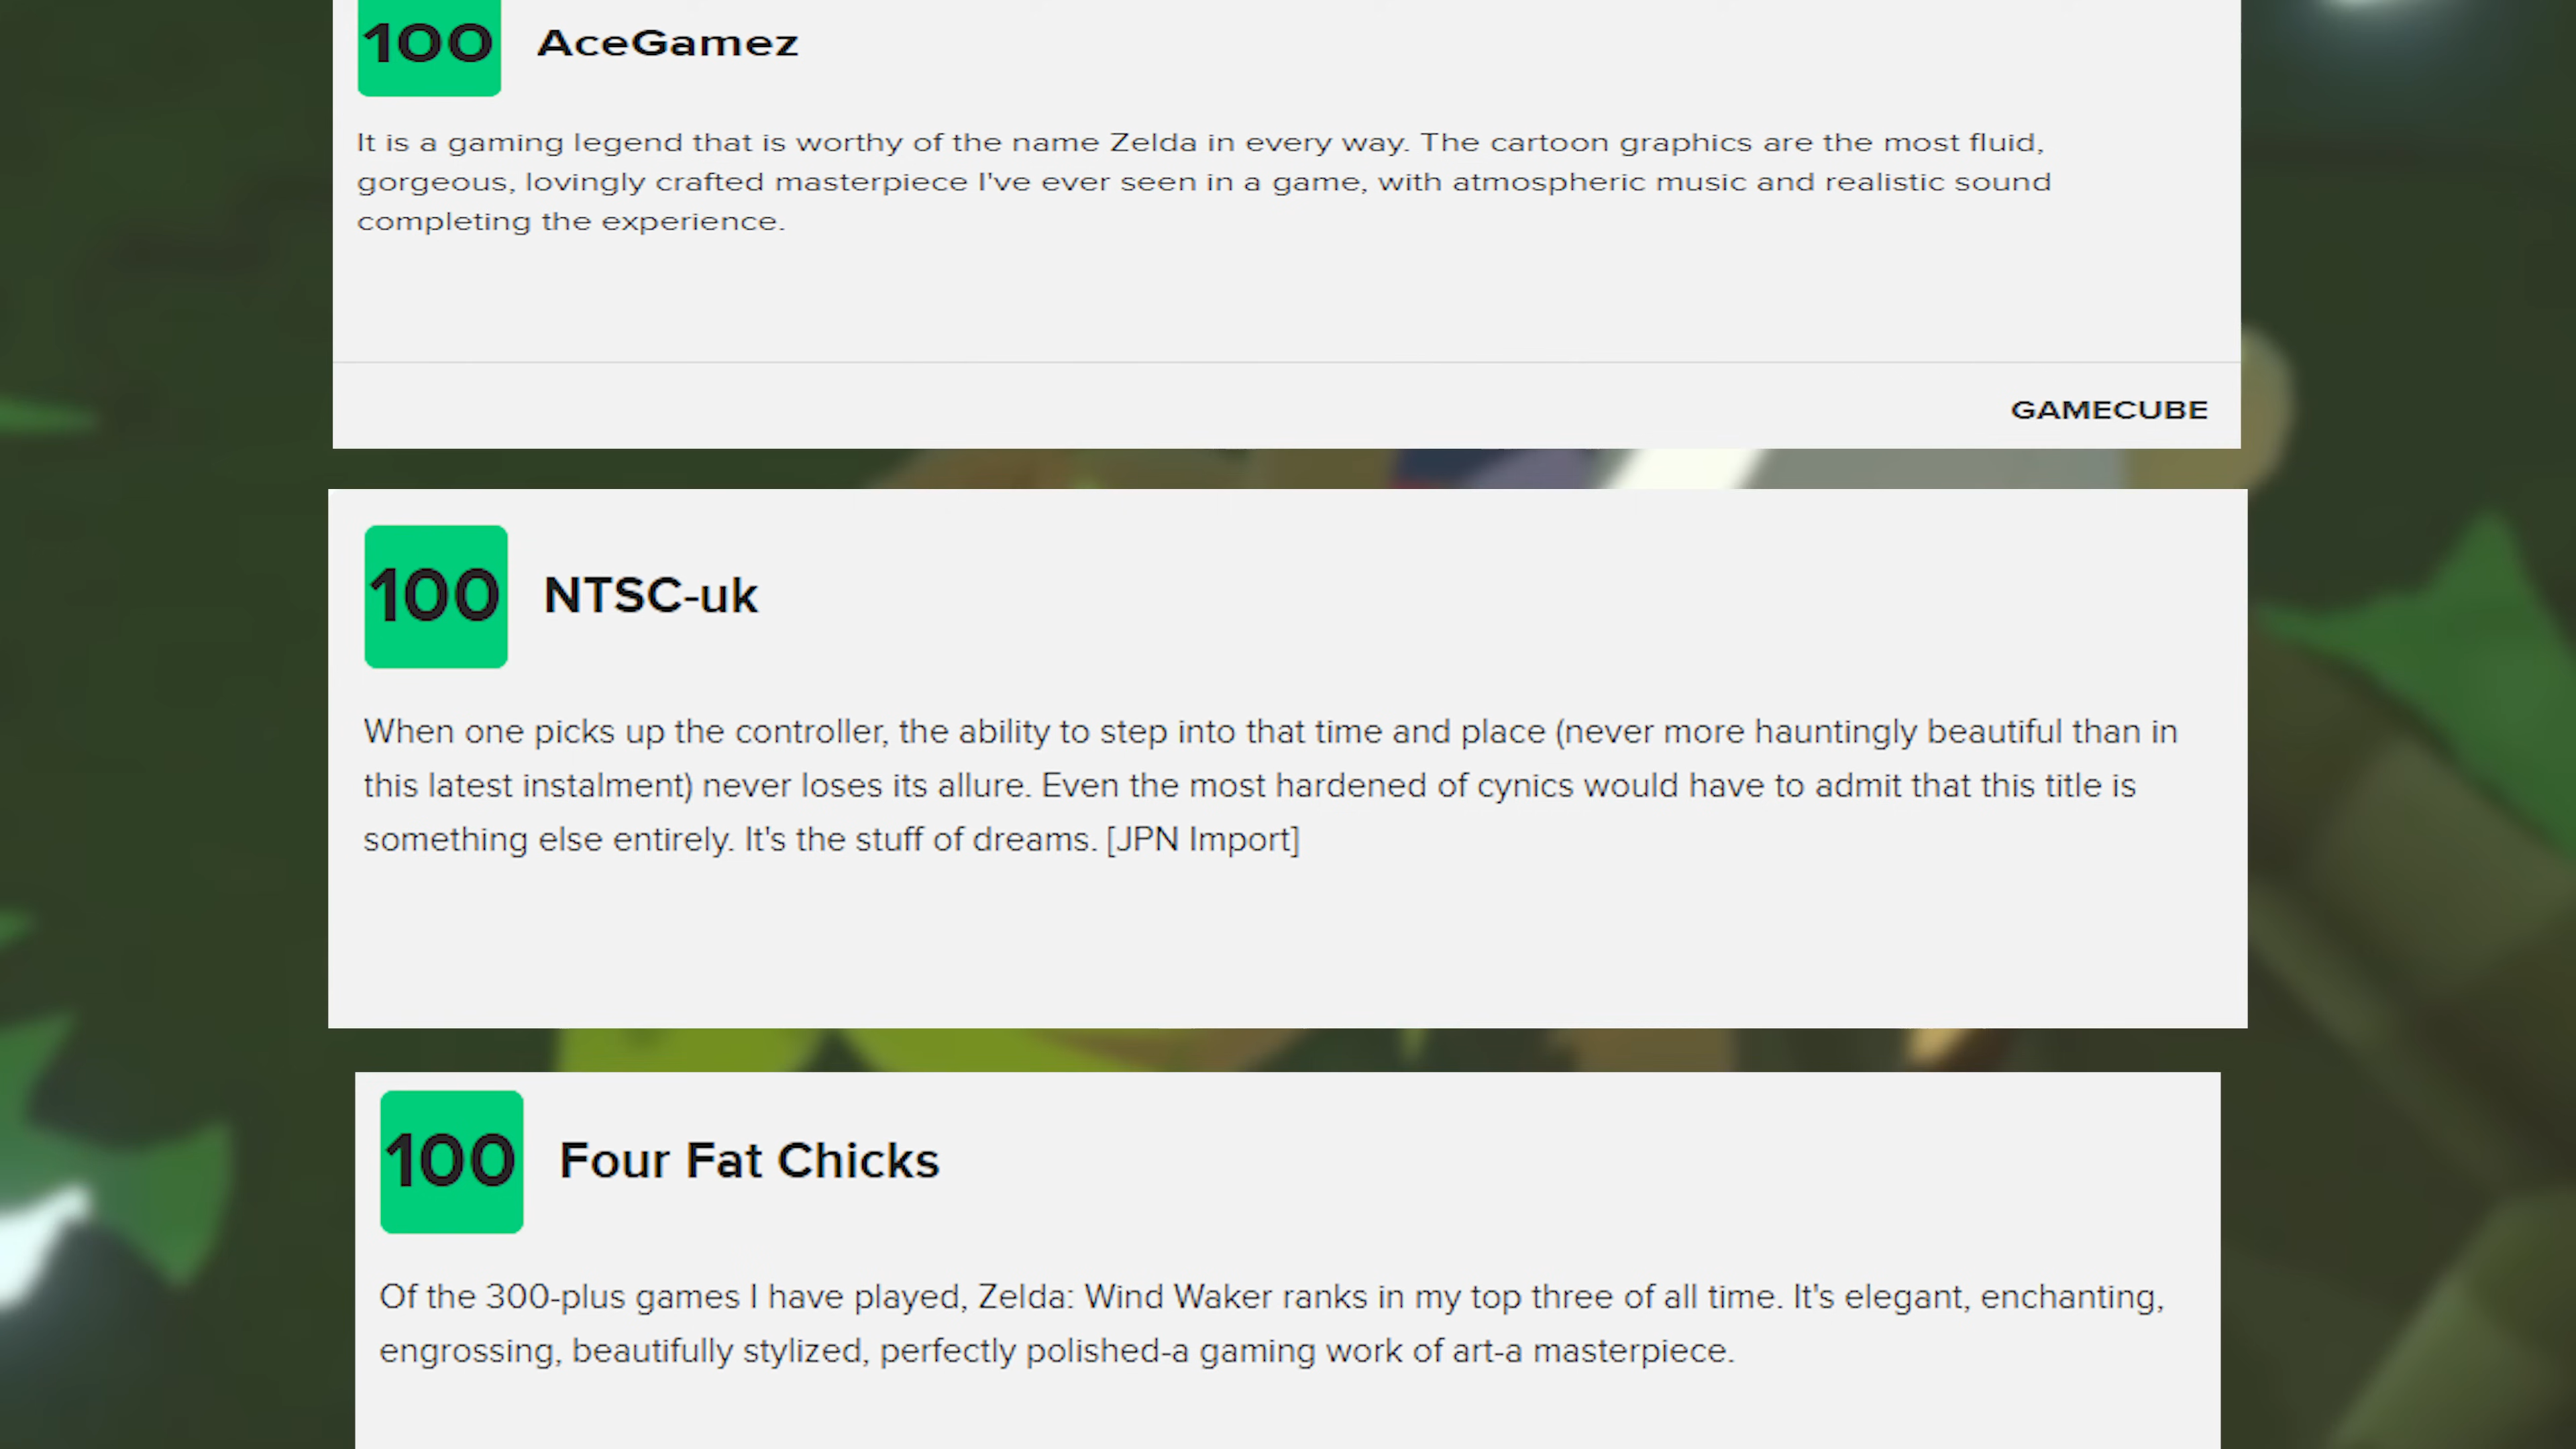 100 AceGamez
It is a gaming legend that is worthy of the name Zelda in every way. The cartoon graphics are the most fluid,
gorgeous, lovingly crafted masterpiece I've ever seen in a game, with atmospheric music and realistic sound
completing the experience.
GAMECUBE
100 NTSC-uk
When one picks up the controller, the ability to step into that time and place (never more hauntingly beautiful than in
this latest instalment) never loses its allure. Even the most hardened of cynics would have to admit that this title is
something else entirely. It's the stuff of dreams. [JPN Import]
100 Four Fat Chicks
Of the 300-plus games I have played, Zelda: Wind Waker ranks in my top three of all time. It's elegant, enchanting,
engrossing, beautifully stylized, perfectly polished-a gaming work of art-a masterpiece.